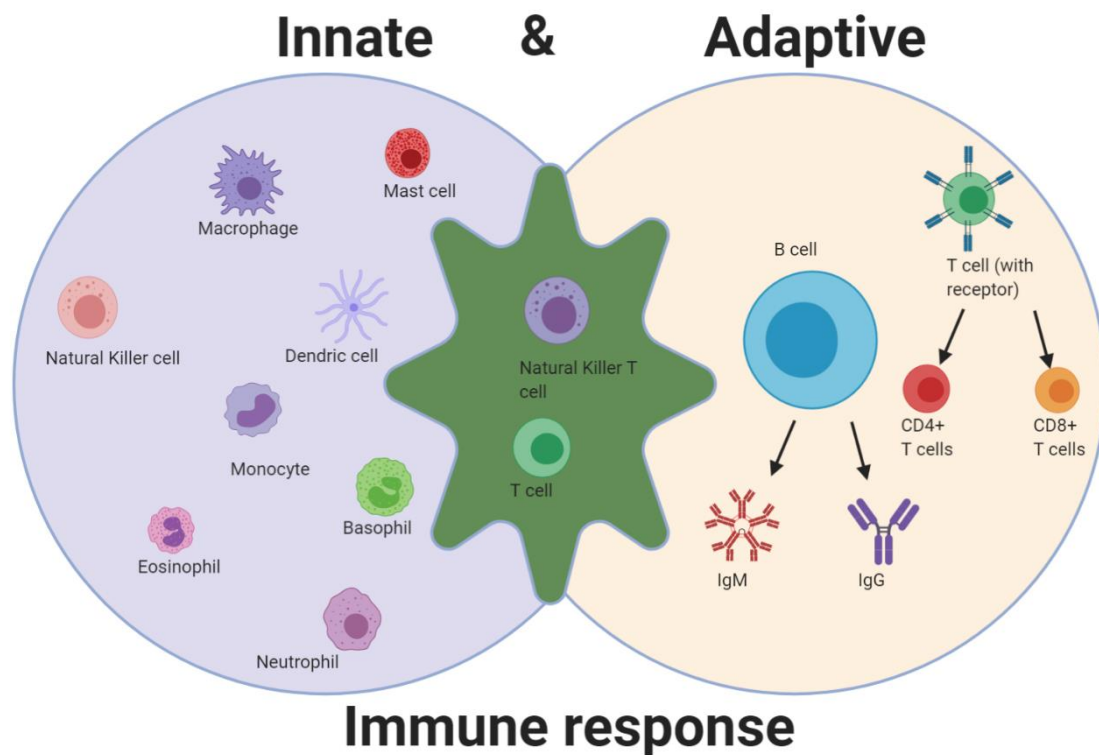 Innate & Adaptive
Mast cell
Macrophage
Natural Killer cell
Dendric cell
Monocyte
Basophil
Eosinophil
Neutrophil
Natural Killer T
cell
T cell
B cell
T cell (with
receptor)
CD4+
T cells
CD8+
T cells
IgM
IgG
Immune response